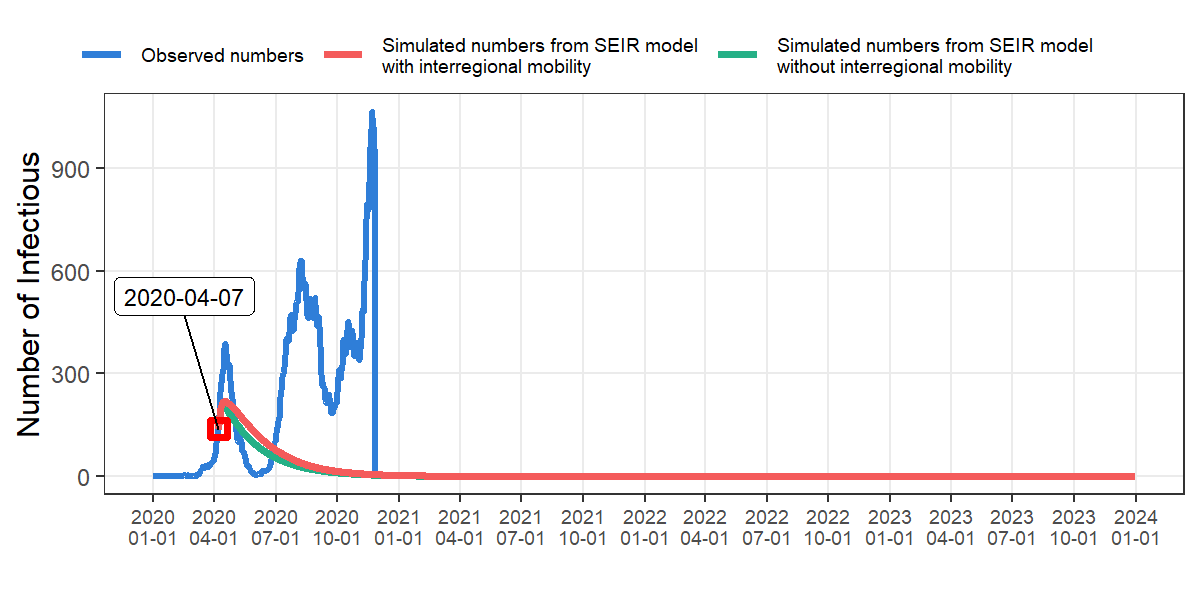 Observed numbers
Simulated numbers from SEIR model
with interregional mobility
Simulated numbers from SEIR model
without interregional mobility
Number of Infectious
900
600
300
0
2020-04-07
2020 2020 2020 2020 2021 2021 2021 2021 2022 2022 2022 2022 2023 2023 2023 2023 2024
01-01 04-01 07-01 10-01 01-01 04-01 07-01 10-01 01-01 04-01 07-01 10-01 01-01 04-01 07-01 10-01 01-01